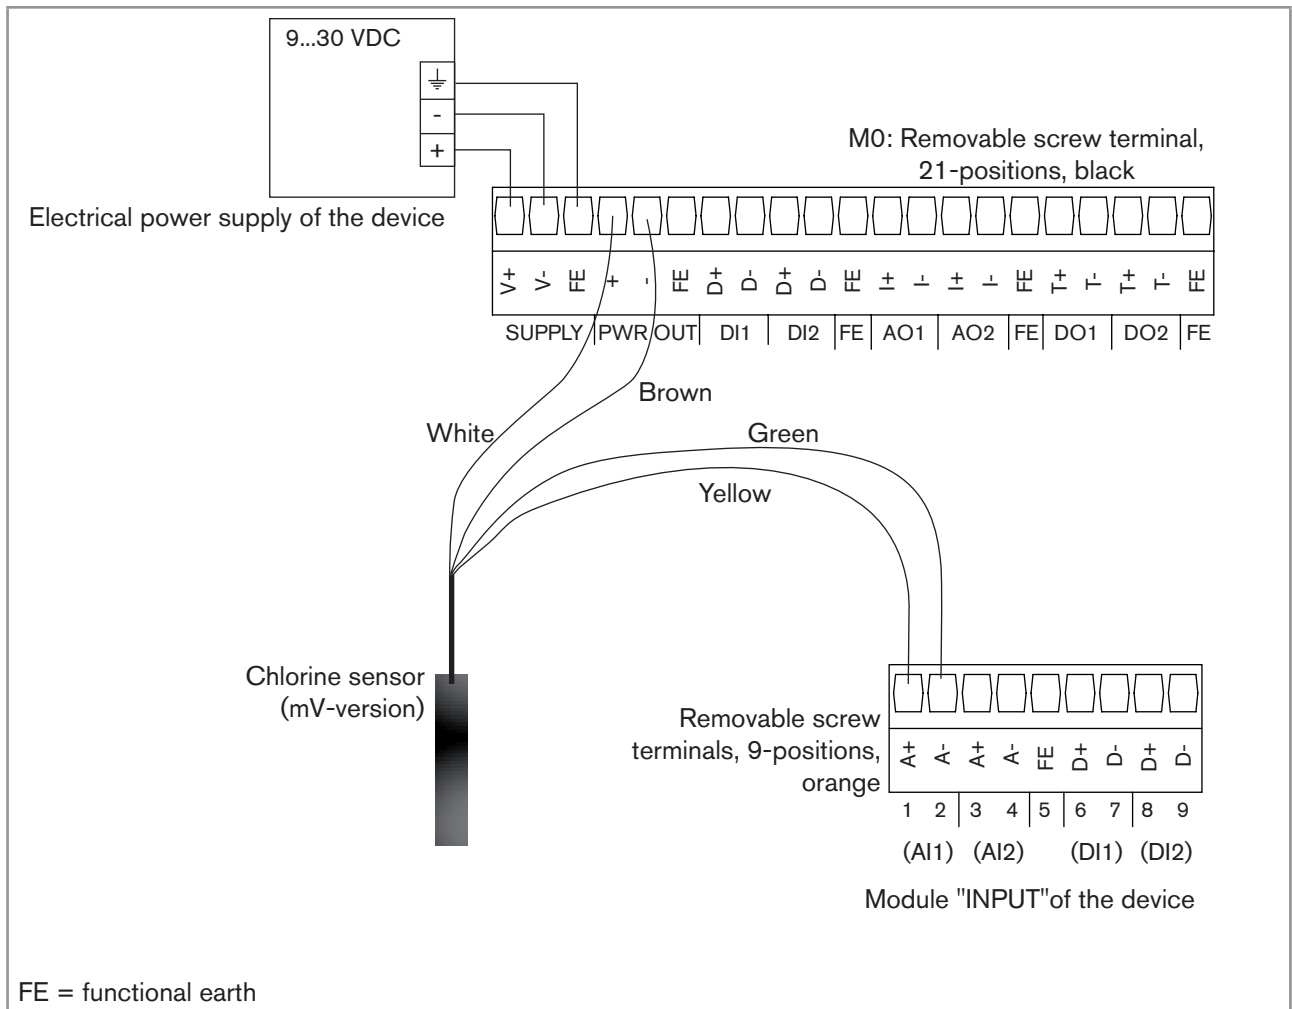 9...30 VDC
-
+
Electrical power supply of the device
M0: Removable screw terminal,
21-positions, black
V+ V- FE + - FE D+ D- D+ D- FE I+ I- I+ I- FE T+ T- T+ T- FE
SUPPLY PWR OUT DI1 DI2 FE AO1 AO2 FE DO1 DO2 FE
Brown
White
Green
Yellow
Chlorine sensor
(mV-version)
Removable screw
terminals, 9-positions,
orange
A+ A- A+ A- FE D+ D- D+ D-
1 2 3 4 5 6 7 8 9
(AI1) (AI2) (DI1) (DI2)
Module "INPUT"of the device
FE = functional earth